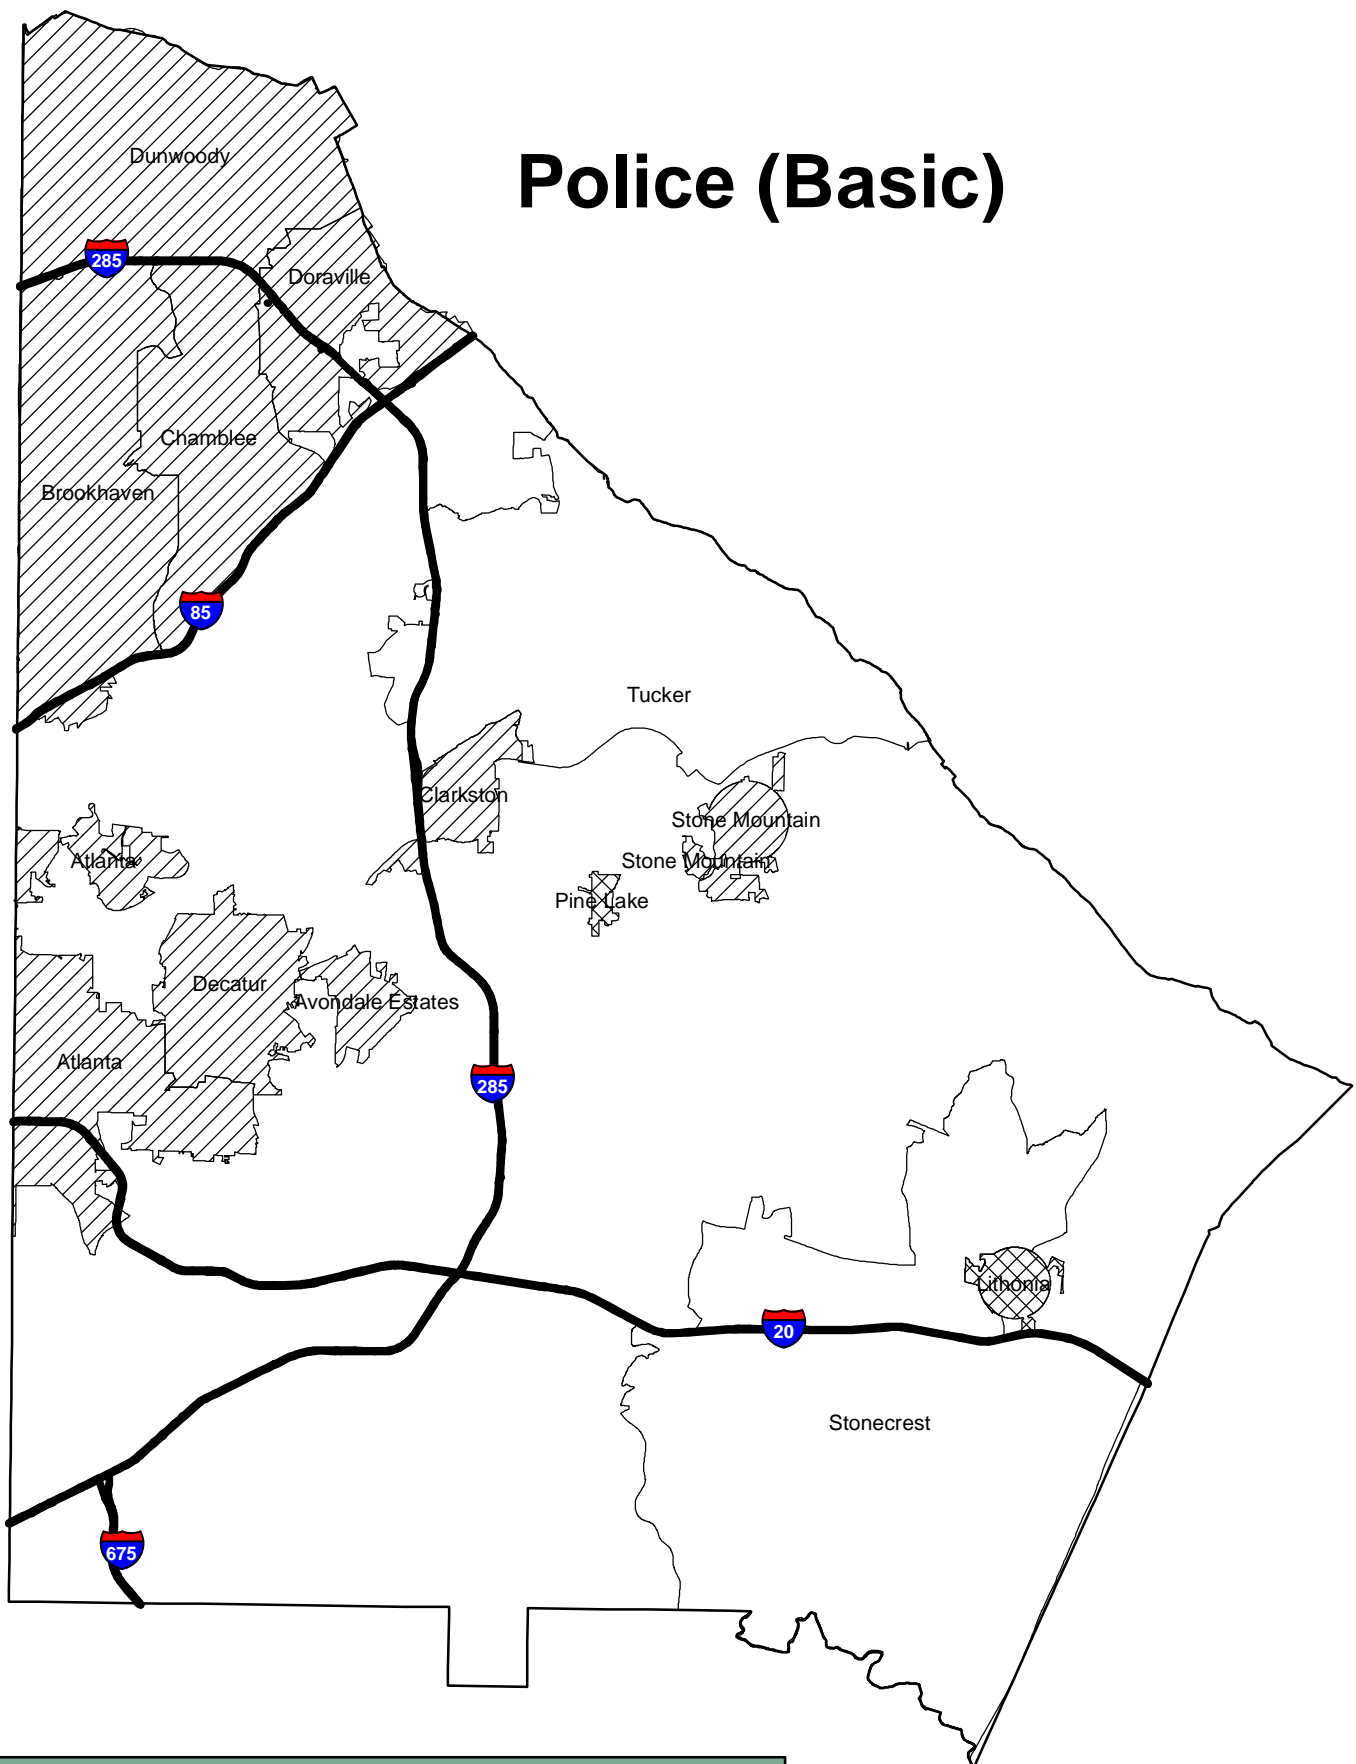 Dunwoody
Police (Basic)
285
Doraville
Chamblee
Brookhaven
85
Tucker
Clarkston
Stone Mountain
Atlanta
Stone Mountain
Pine Lake
Decatur
Avondale Estates
Atlanta
285
Lithonia
20
Stonecrest
675